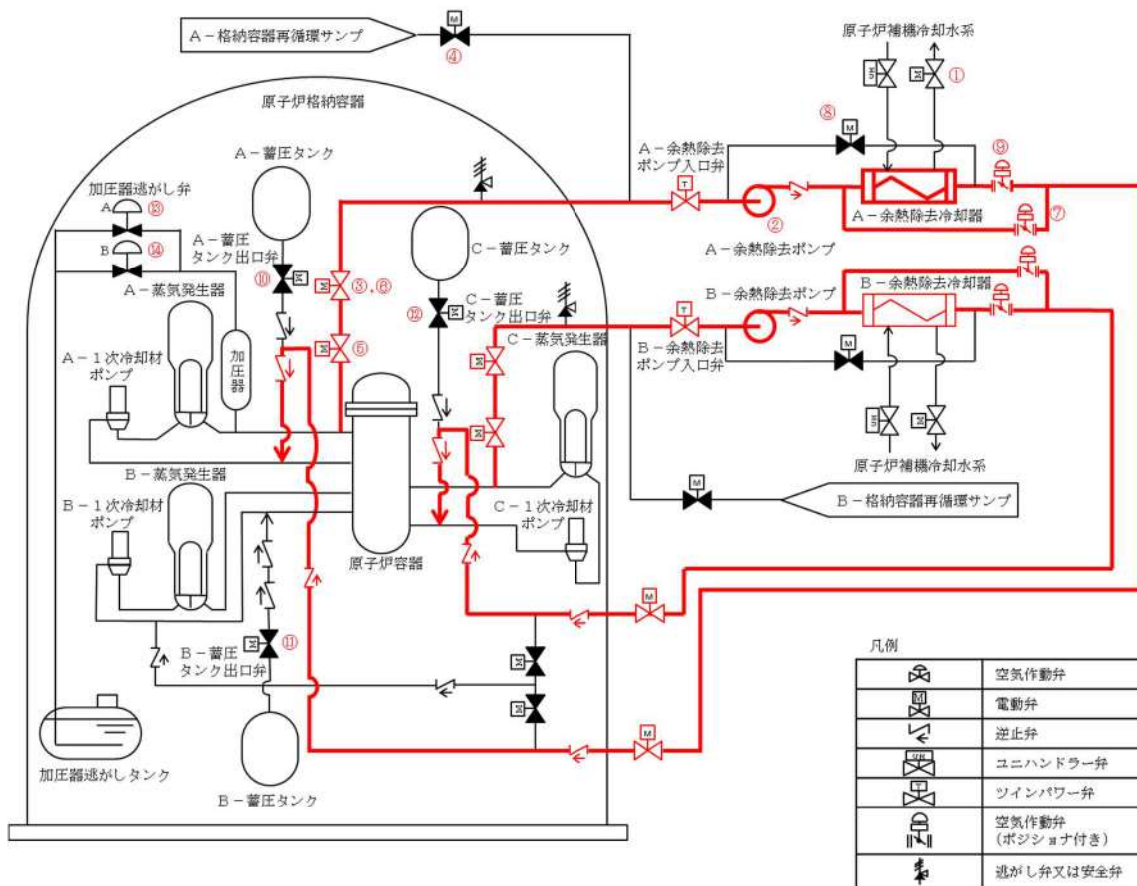 A-格納容器再循環サンプ
M
④
原子炉補機冷却水系
①
原子炉格納容器
⑧
M
A-余熱除去
ポンプ入口弁
⑨
A-蓄圧タンク
T
加圧器逃がし弁
A
⑬
②
A-余熱除去冷却器
⑦
B
⑭
A-蓄圧
タンク出口弁
C-蓄圧タンク
A-余熱除去ポンプ
⑩
M
M
③,⑥
B-余熱除去ポンプ
B-余熱除去冷却器
A-蒸気発生器
⑫
M
C-蓄圧
タンク出口弁
T
C-蒸気発生器
B-余熱除去
ポンプ入口弁
M
⑥
M
M
A-1次冷却材
ポンプ
加圧器
M
原子炉補機冷却水系
B-蒸気発生器
M
B-格納容器再循環サンプ
B-1次冷却材
ポンプ
C-1次冷却材
ポンプ
原子炉容器
M
M
⑪
B-蓄圧
タンク出口弁
M
M
M
加圧器逃がしタンク
B-蓄圧タンク
凡例
空気作動弁
M
電動弁
逆止弁
ユニハンドラー弁
T
ツインパワー弁
空気作動弁
(ポジショナ付き)
逃がし弁又は安全弁